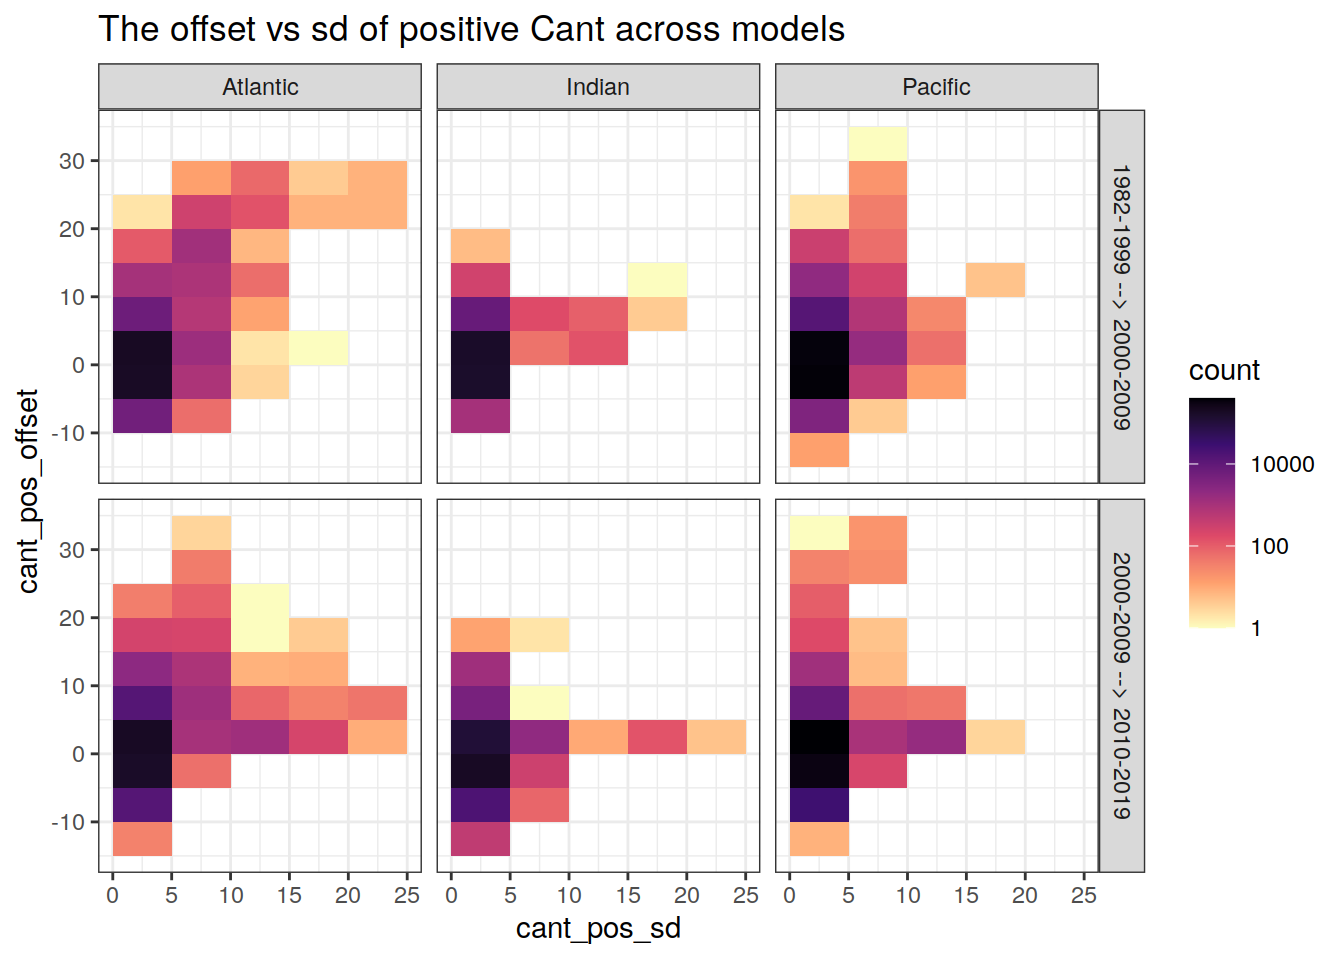 The offset vs sd of positive Cant across models
Atlantic
Indian
Pacific
cant_pos_offset
30
20
10
0
-10
1982-1999 --> 2000-2009
30
20
10
0
-10
2000-2009 --> 2010-2019
0 5 10 15 20 25
0 5 10 15 20 25
0 5 10 15 20 25
cant_pos_sd
count
10000
100
1